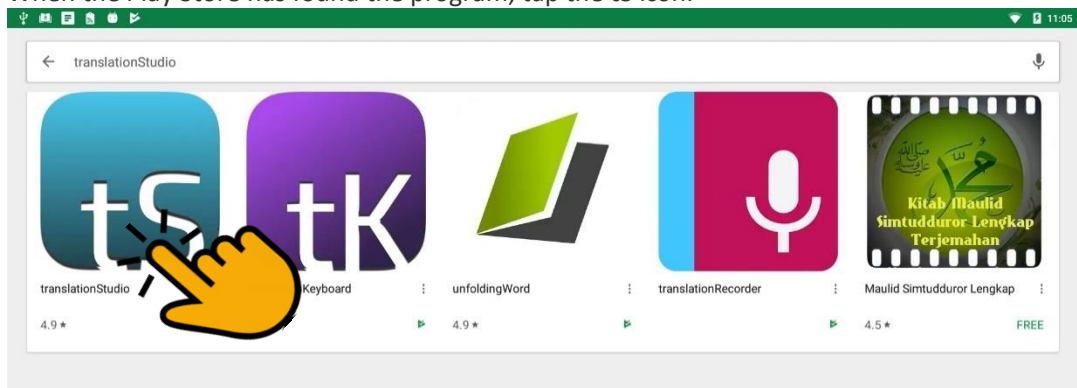 When the Play Store has found the program, tap the tS icon.
11:05
translationStudio
tS
tK
محمد
Kitab Maulid
Simtudduror Lengkap
Terjemahan
translationStudio
Keyboard
unfoldingWord
translationRecorder
Maulid Simtudduror Lengkap
4.9 ★
4.9 ★
4.5 ★
FREE